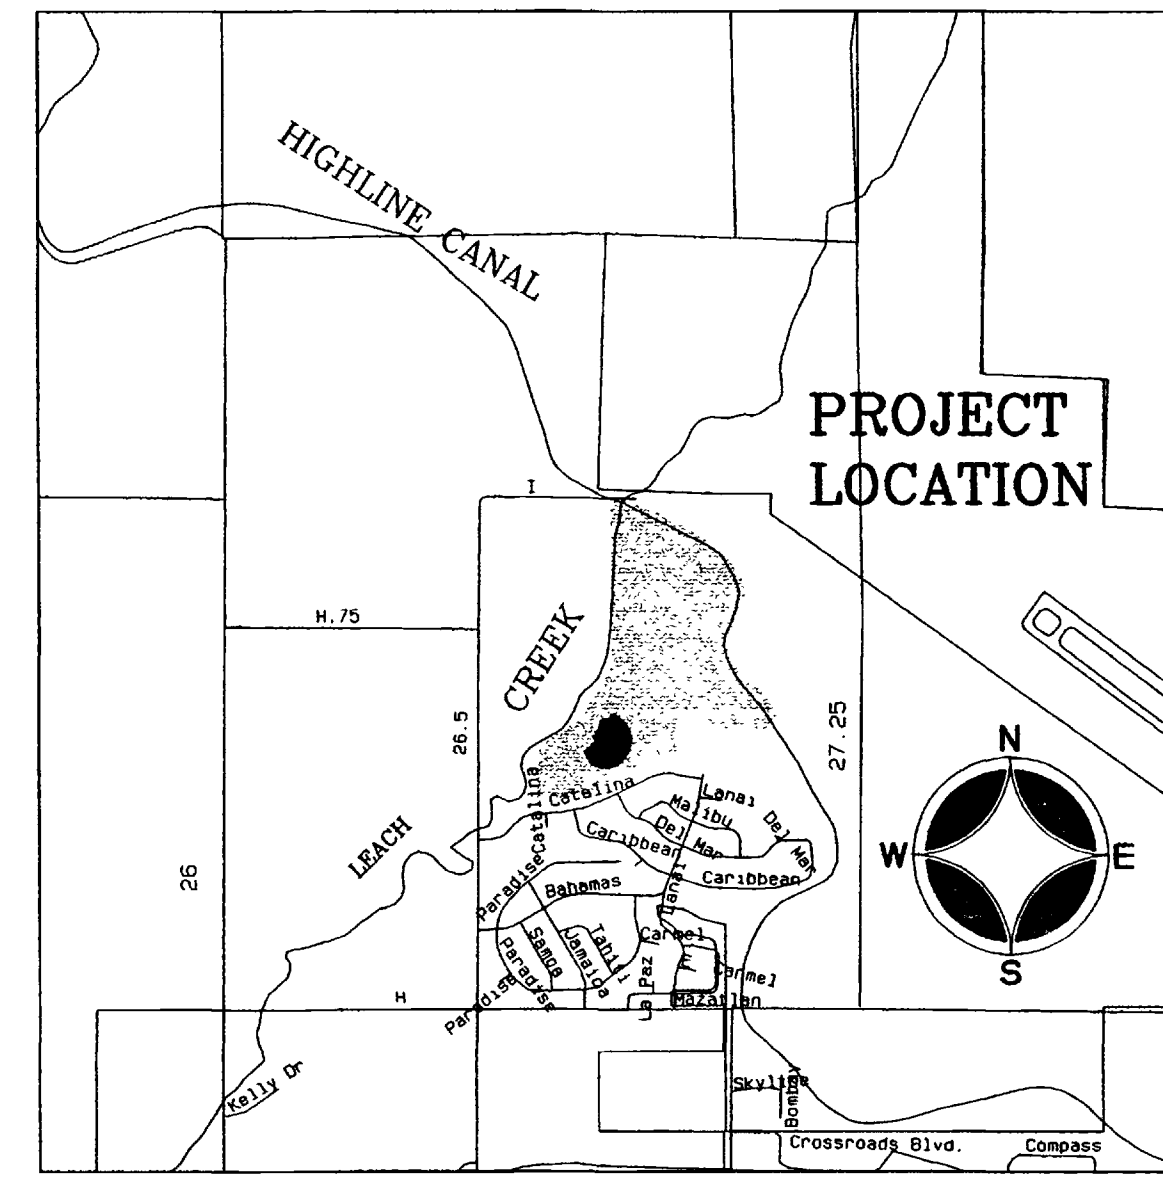 HIGHLINE CANAL
PROJECT
LOCATION
I
H.75
CREEK
26.5
27.25
N
W
E
S
LEACH
26
Catalina
Catalina
Lanai
Malibu
Del Mar
Del Mar
Caribbean
Caribbean
Paradise
Bahamas
Lanai
Carmel
Samoa
Jamaica
Tahiti
Paradise
La Paz
Carmel
Mazatlan
Paradise
H
Kelly Dr
Skyline
Bombay
Crossroads Blvd.
Compass